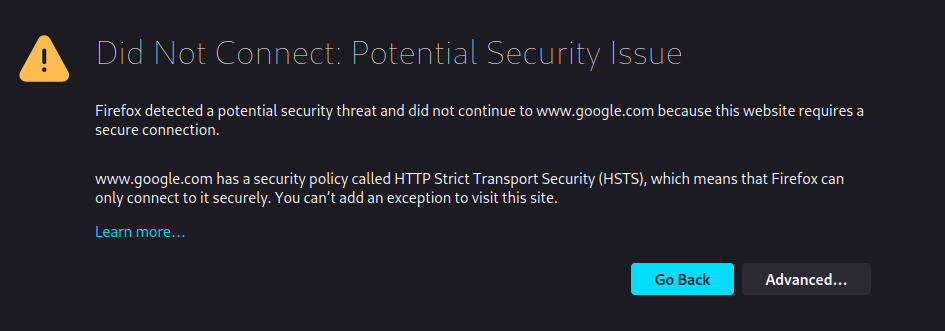 Did Not Connect: Potential Security Issue
Firefox detected a potential security threat and did not continue to www.google.com because this website requires a
secure connection.
www.google.com has a security policy called HTTP Strict Transport Security (HSTS), which means that Firefox can
only connect to it securely. You can’t add an exception to visit this site.
Learn more…
Go Back
Advanced…